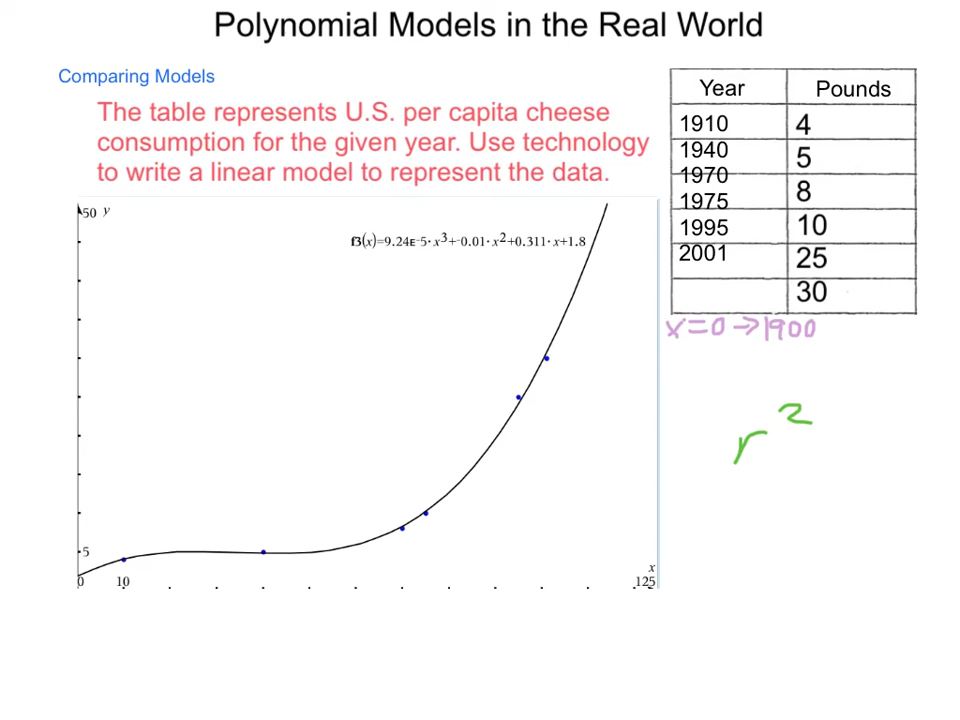 Polynomial Models in the Real World
Comparing Models
The table represents U.S. per capita cheese
consumption for the given year. Use technology
to write a linear model to represent the data.
Year Pounds
1910 4
1940 5
1970 8
1975 10
1995 25
2001 30
x=0→1900
r²
50 y
f3(x)=9.24ᴇ⁻5·x³+⁻0.01·x²+0.311·x+1.8
5
x
0 10 125